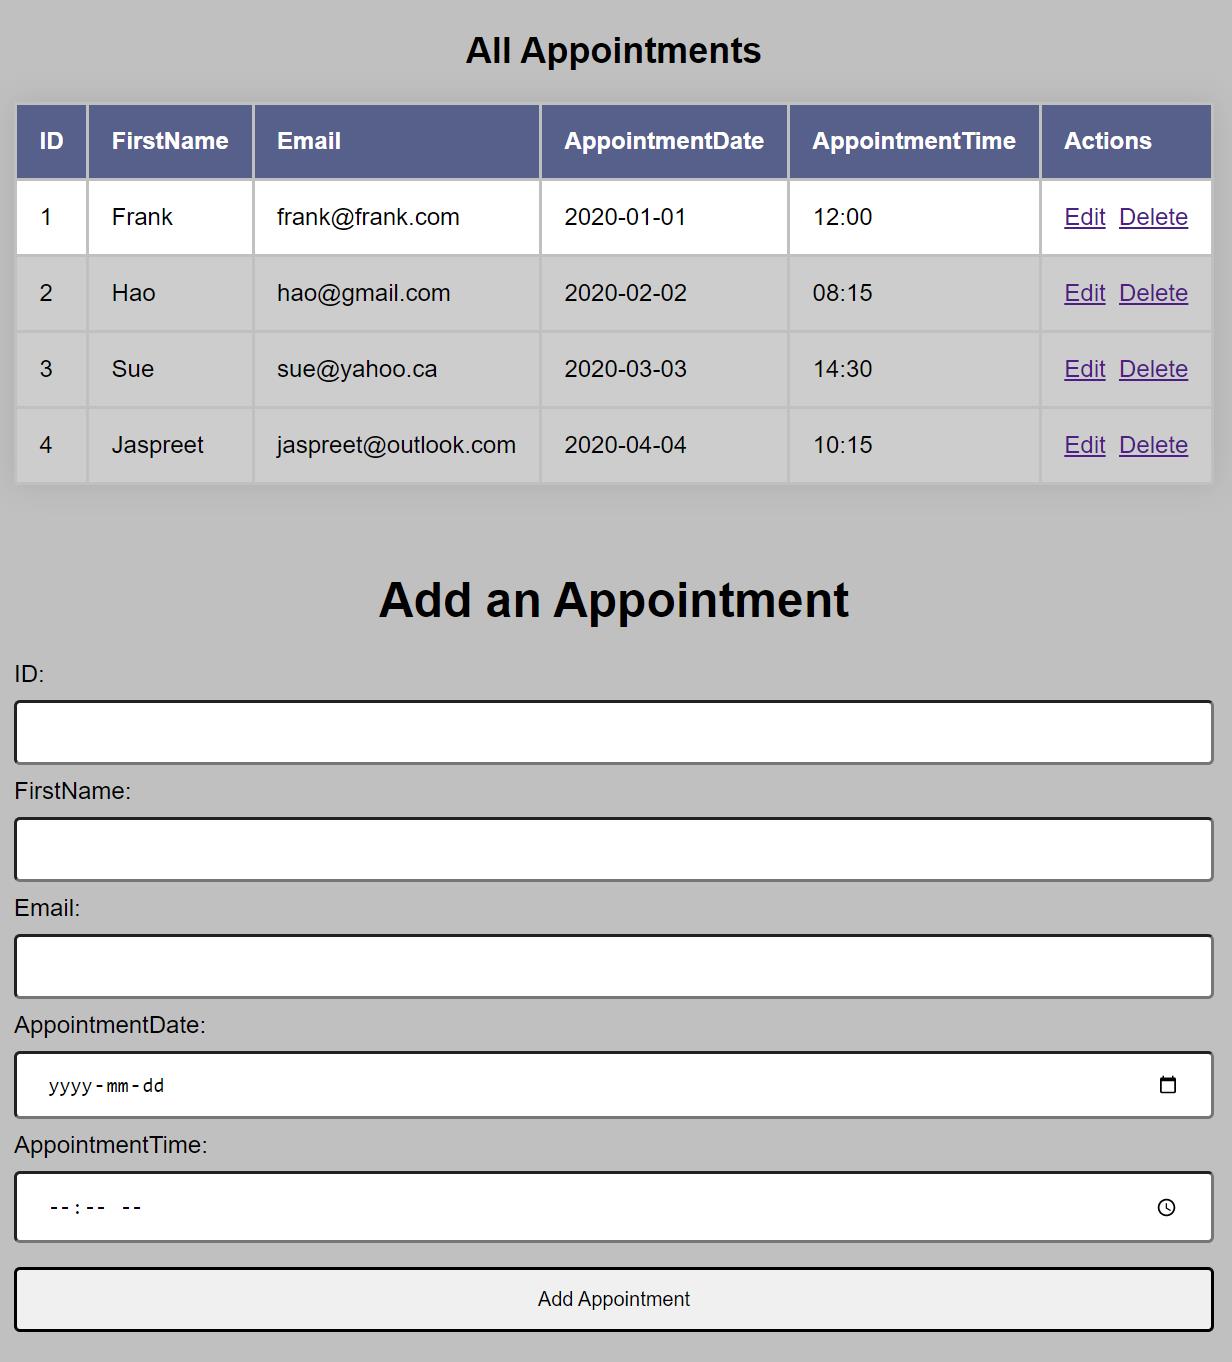 All Appointments
ID FirstName Email AppointmentDate AppointmentTime Actions
1 Frank frank@frank.com 2020-01-01 12:00 Edit Delete
2 Hao hao@gmail.com 2020-02-02 08:15 Edit Delete
3 Sue sue@yahoo.ca 2020-03-03 14:30 Edit Delete
4 Jaspreet jaspreet@outlook.com 2020-04-04 10:15 Edit Delete
Add an Appointment
ID:
FirstName:
Email:
AppointmentDate:
yyyy-mm-dd
AppointmentTime:
--:-- --
Add Appointment